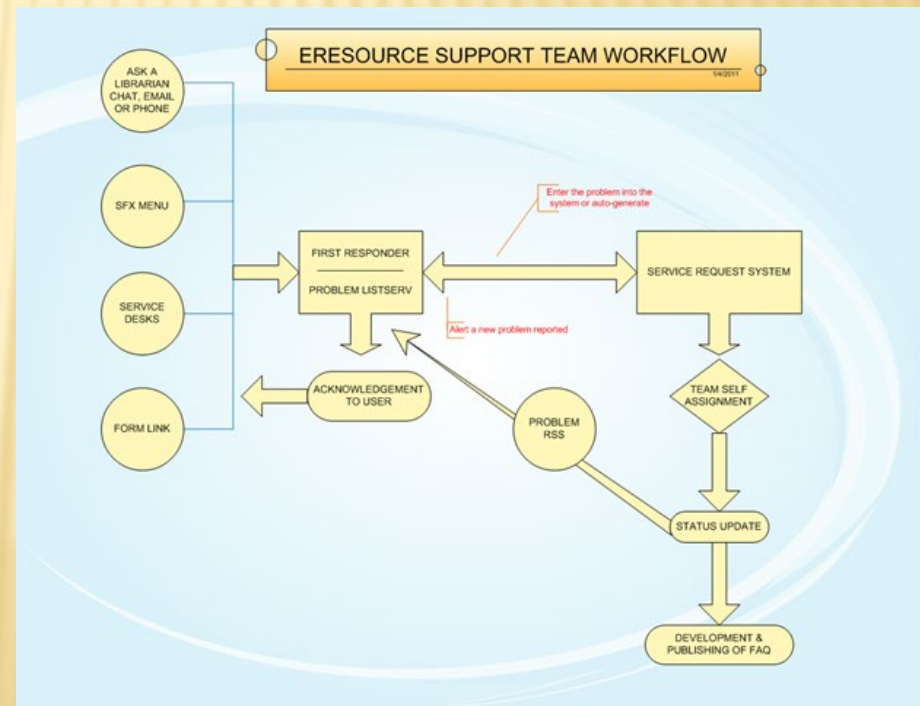 ERESOURCE SUPPORT TEAM WORKFLOW
1/4/2011
ASK A
LIBRARIAN
CHAT, EMAIL
OR PHONE
SFX MENU
SERVICE
DESKS
FORM LINK
FIRST RESPONDER
PROBLEM LISTSERV
Enter the problem into the
system or auto-generate
Alert a new problem reported
SERVICE REQUEST SYSTEM
ACKNOWLEDGEMENT
TO USER
TEAM SELF
ASSIGNMENT
PROBLEM
RSS
STATUS UPDATE
DEVELOPMENT &
PUBLISHING OF FAQ